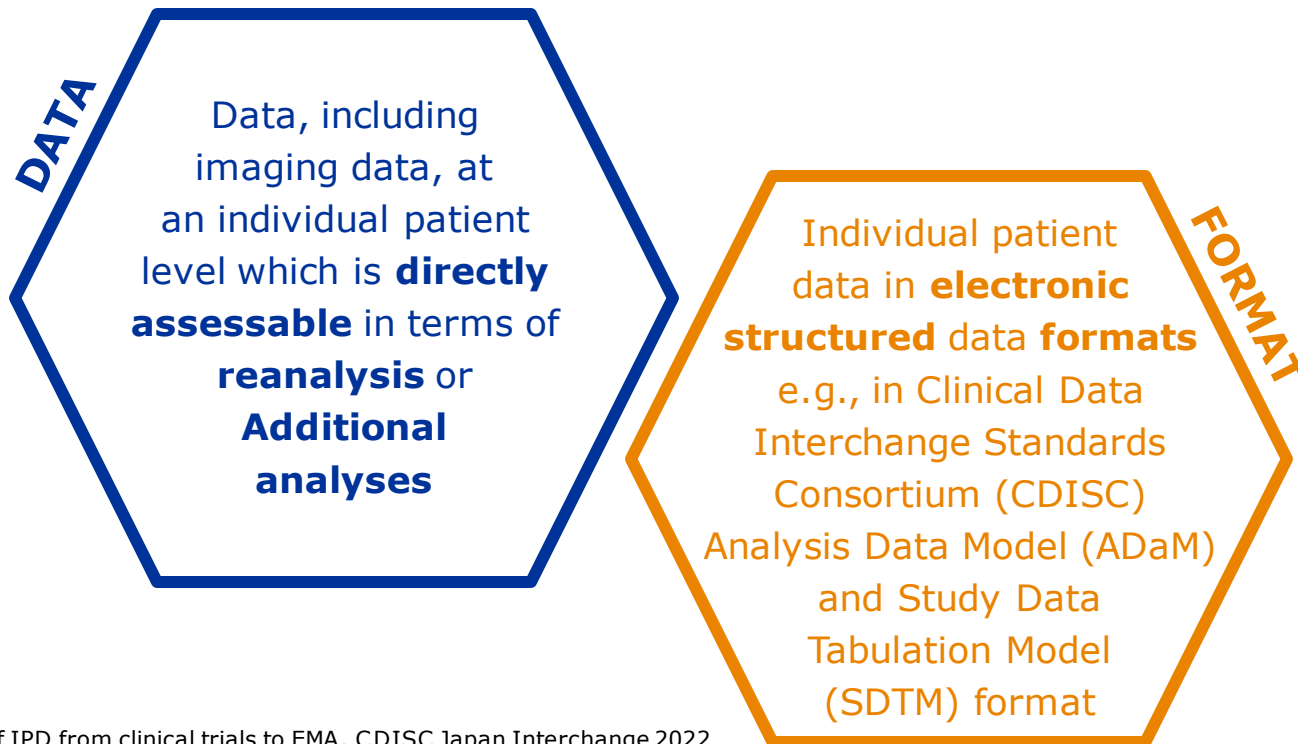 DATA
Data, including
imaging data, at
an individual patient
level which is directly
assessable in terms of
reanalysis or
Additional
analyses
FORMAT
Individual patient
data in electronic
structured data formats
e.g., in Clinical Data
Interchange Standards
Consortium (CDISC)
Analysis Data Model (ADaM)
and Study Data
Tabulation Model
(SDTM) format
IPD from clinical trials to EMA. CDISC Japan Interchange 2022